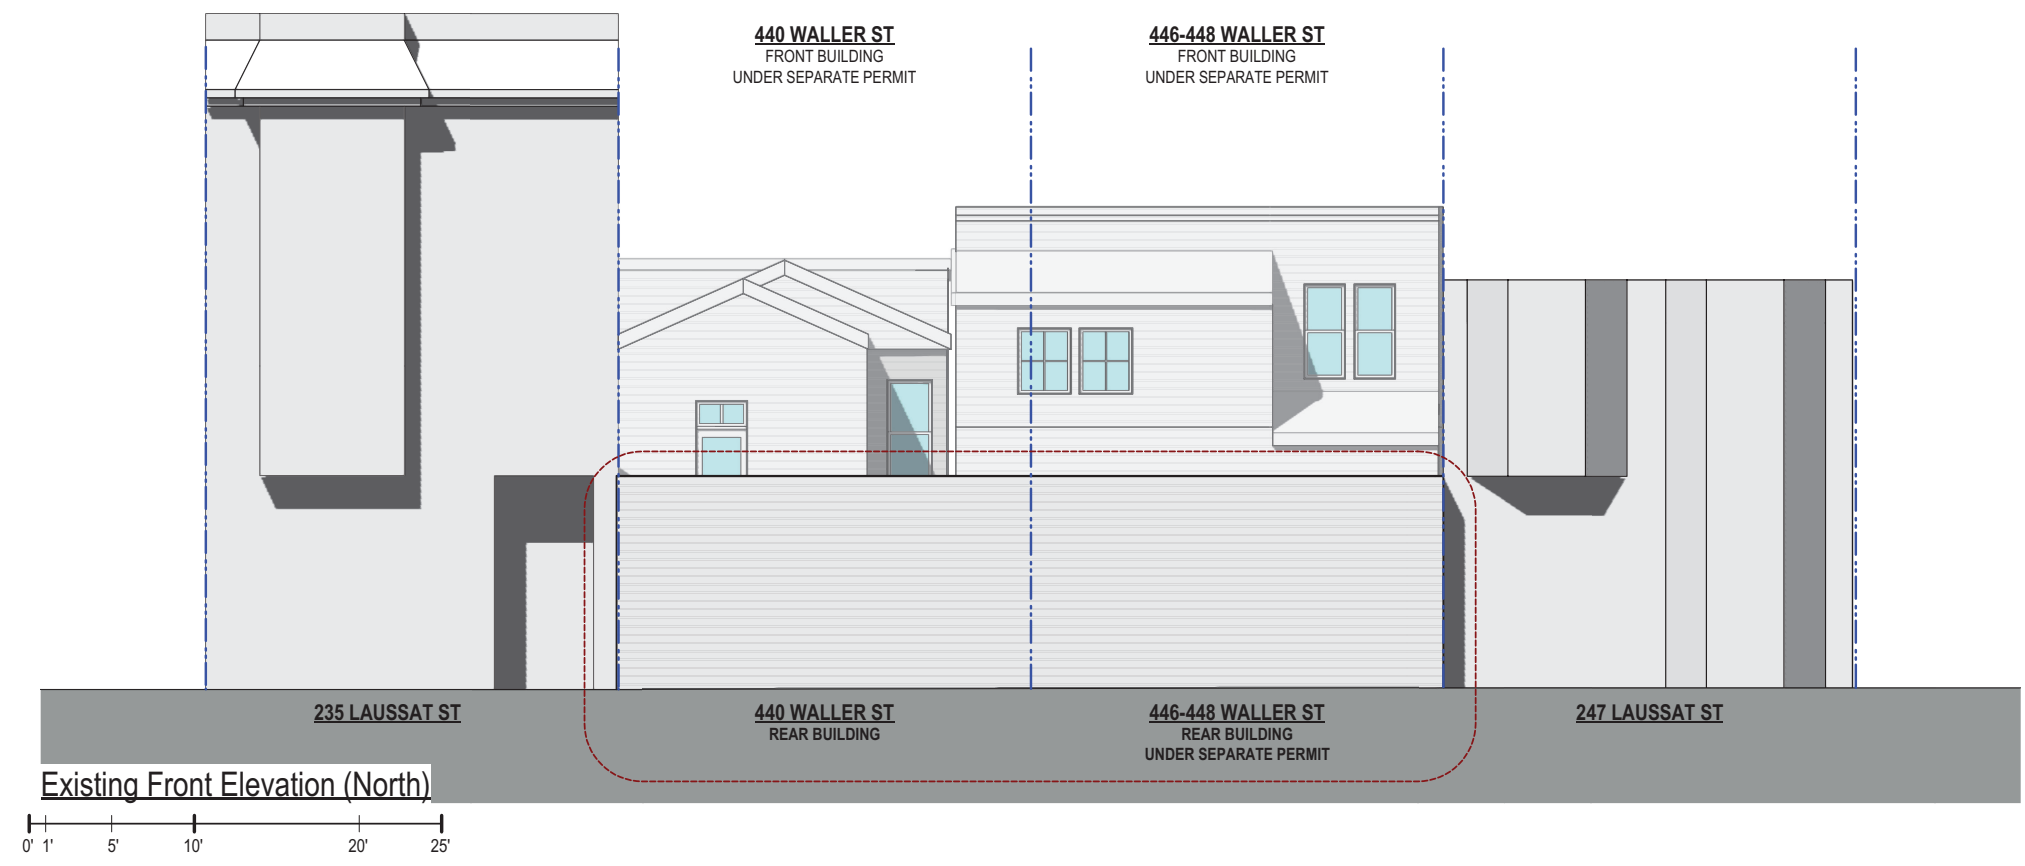 440 WALLER ST
FRONT BUILDING
UNDER SEPARATE PERMIT
446-448 WALLER ST
FRONT BUILDING
UNDER SEPARATE PERMIT
235 LAUSSAT ST
440 WALLER ST
REAR BUILDING
446-448 WALLER ST
REAR BUILDING
UNDER SEPARATE PERMIT
247 LAUSSAT ST
Existing Front Elevation (North)
0' 1' 5' 10' 20' 25'